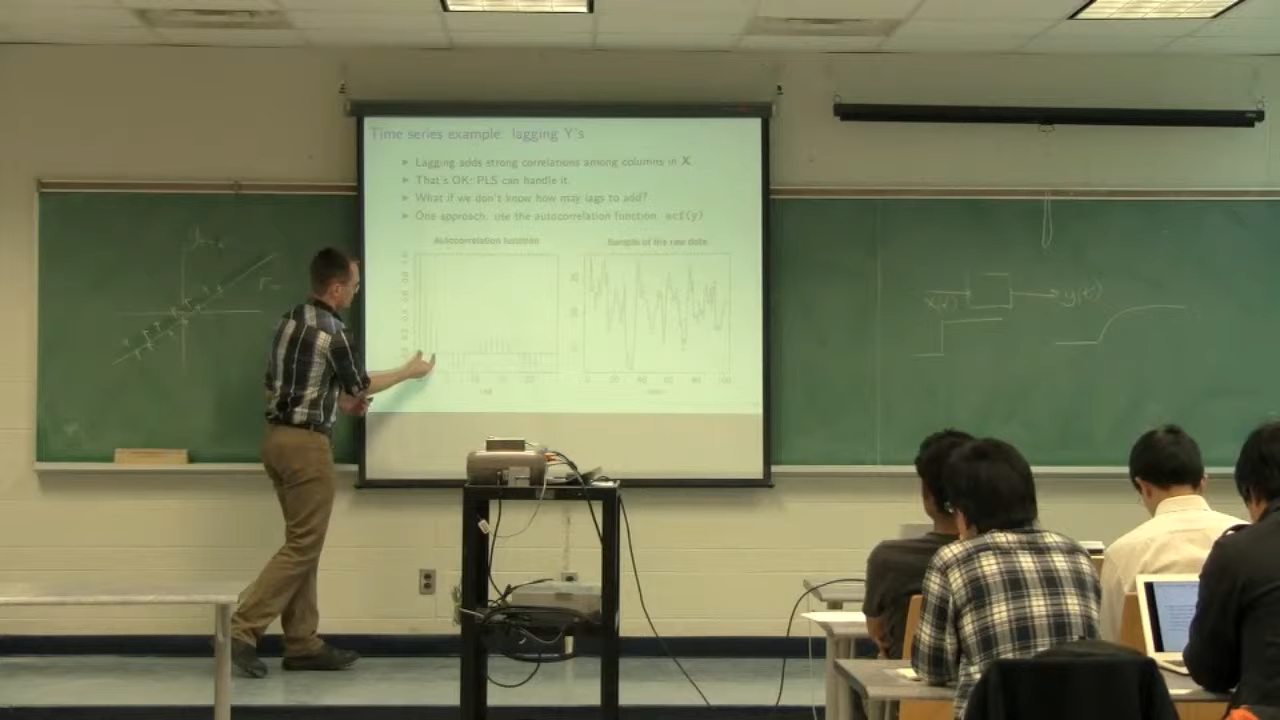 Time series example: lagging Y's
► Lagging adds strong correlations among columns in X
► That's OK: PLS can handle it.
► What if we don't know how may lags to add?
► One approach: use the autocorrelation function: acf(y)
Autocorrelation function
Sample of the raw data
y(t)